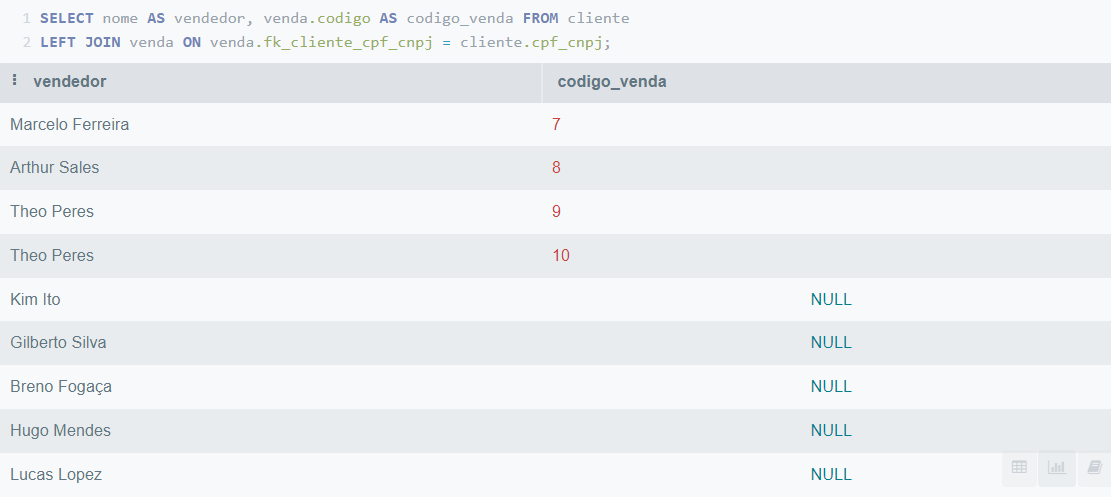 1 SELECT nome AS vendedor, venda.codigo AS codigo_venda FROM cliente
2 LEFT JOIN venda ON venda.fk_cliente_cpf_cnpj = cliente.cpf_cnpj;
vendedor codigo_venda
Marcelo Ferreira 7
Arthur Sales 8
Theo Peres 9
Theo Peres 10
Kim Ito NULL
Gilberto Silva NULL
Breno Fogaça NULL
Hugo Mendes NULL
Lucas Lopez NULL